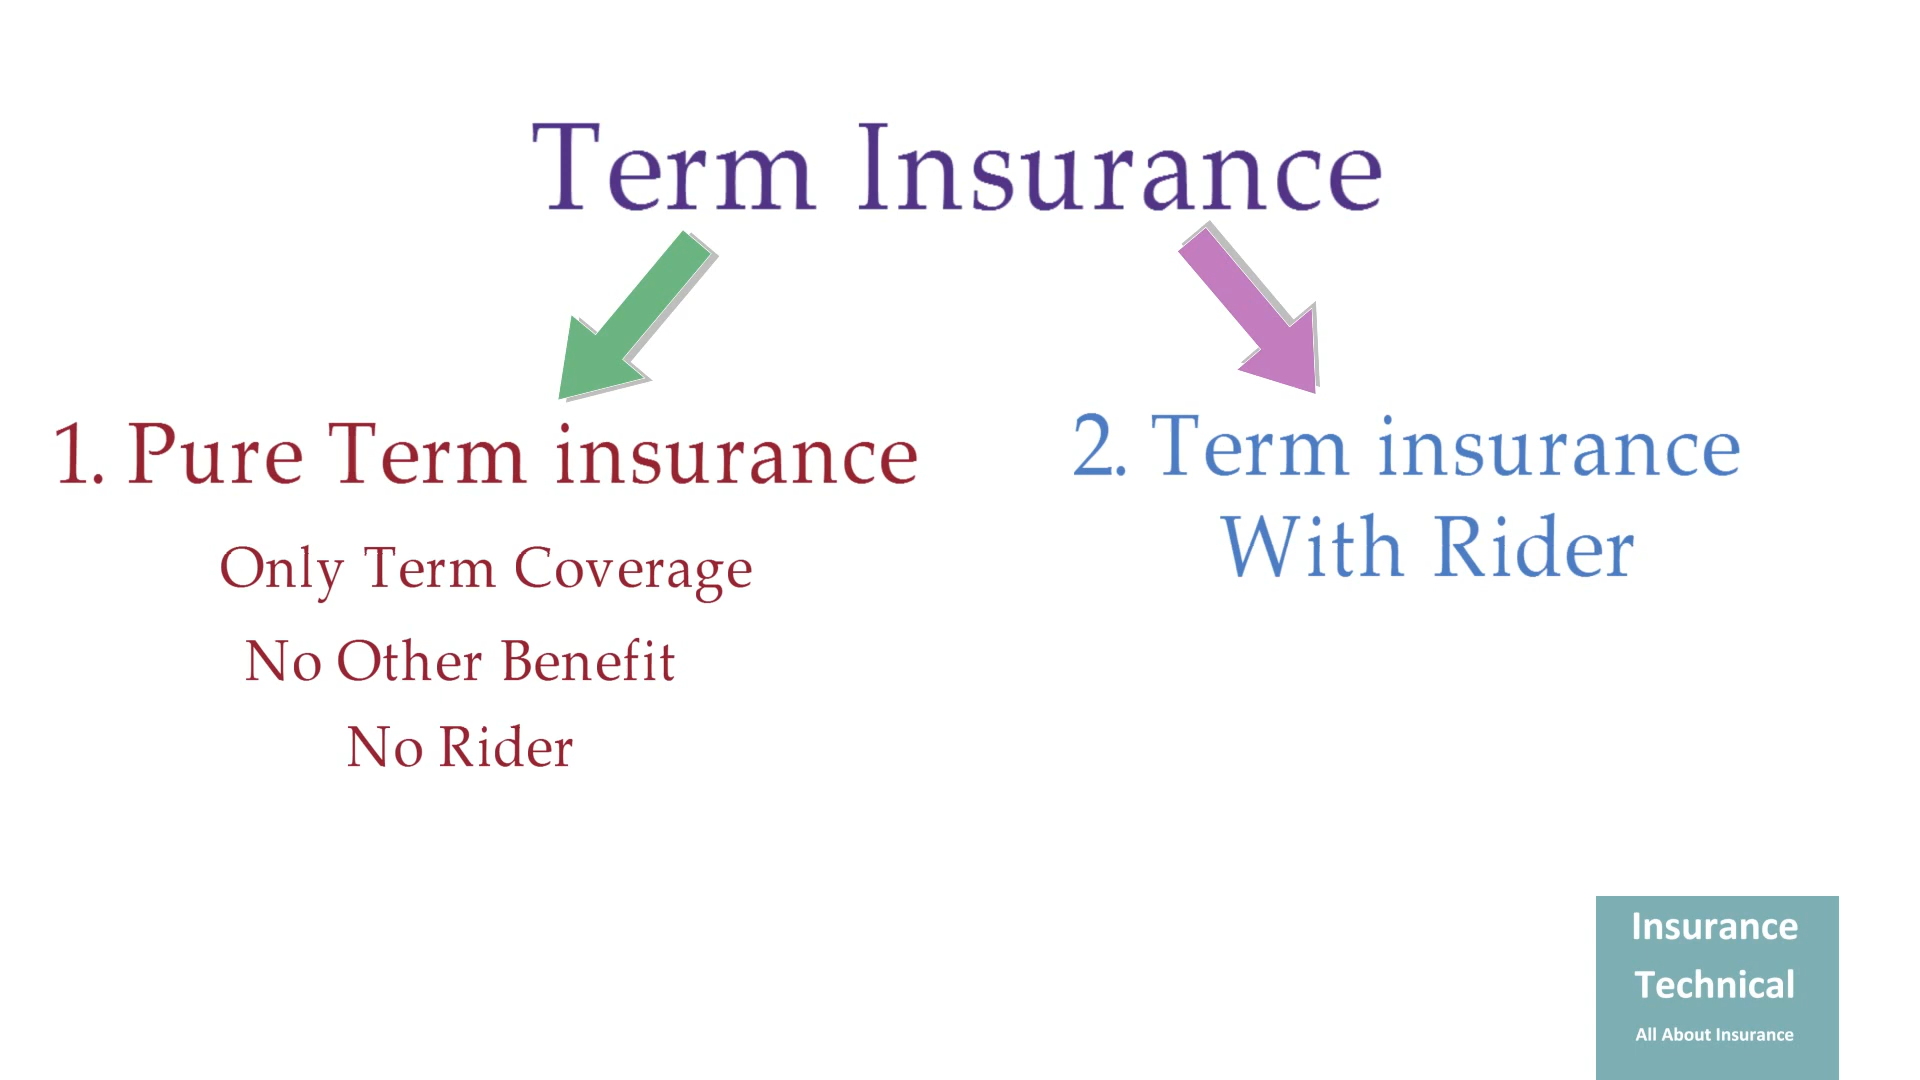 Term Insurance
1. Pure Term insurance
Only Term Coverage
No Other Benefit
No Rider
2. Term insurance
With Rider
Insurance
Technical
All About Insurance